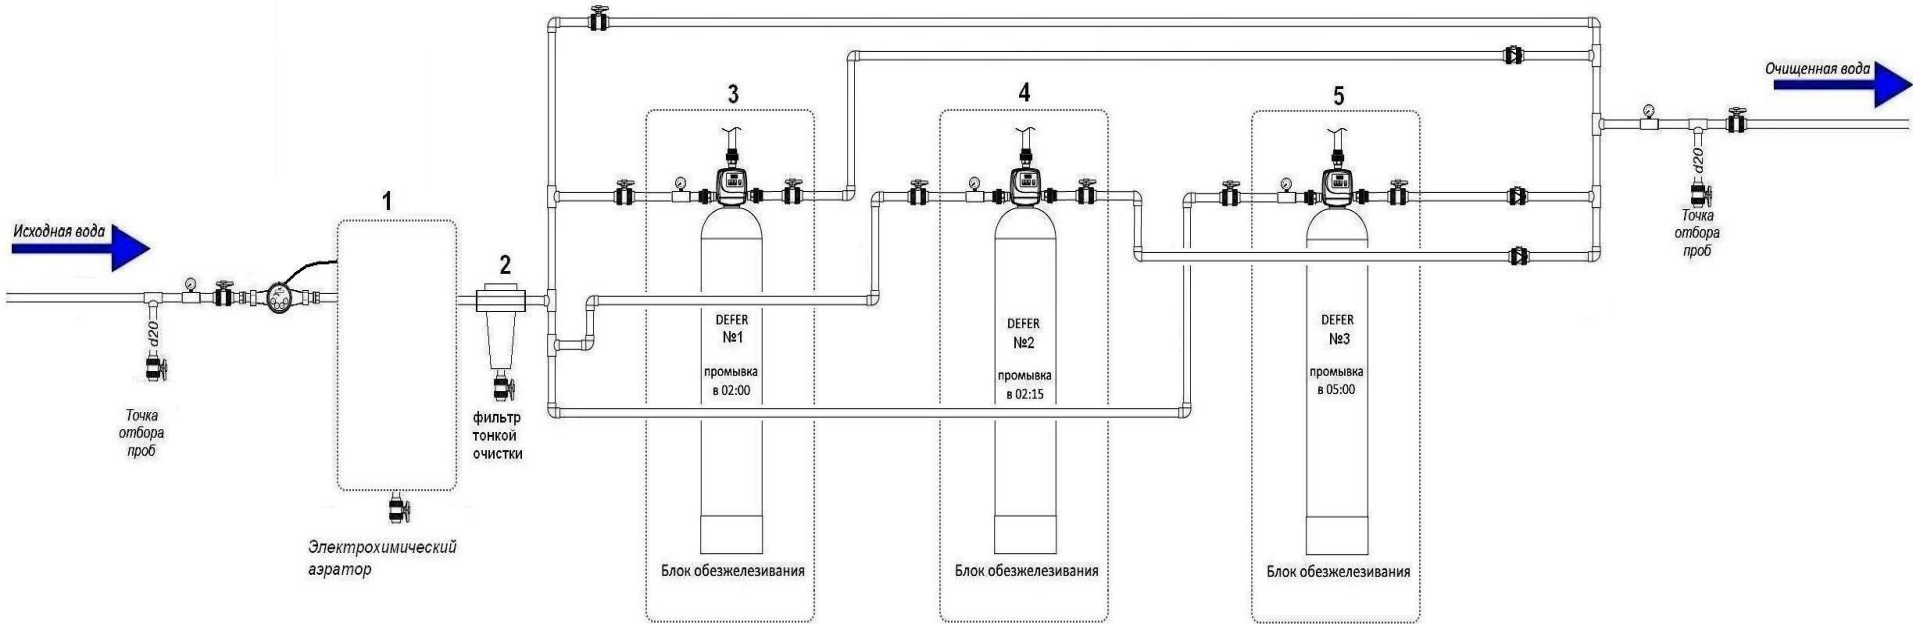 Исходная вода
d20
Точка
отбора
проб
1
Электрохимический
аэратор
2
фильтр
тонкой
очистки
3
DEFER
№1
промывка
в 02:00
Блок обезжелезивания
4
DEFER
№2
промывка
в 02:15
Блок обезжелезивания
5
DEFER
№3
промывка
в 05:00
Блок обезжелезивания
Очищенная вода
d20
Точка
отбора
проб